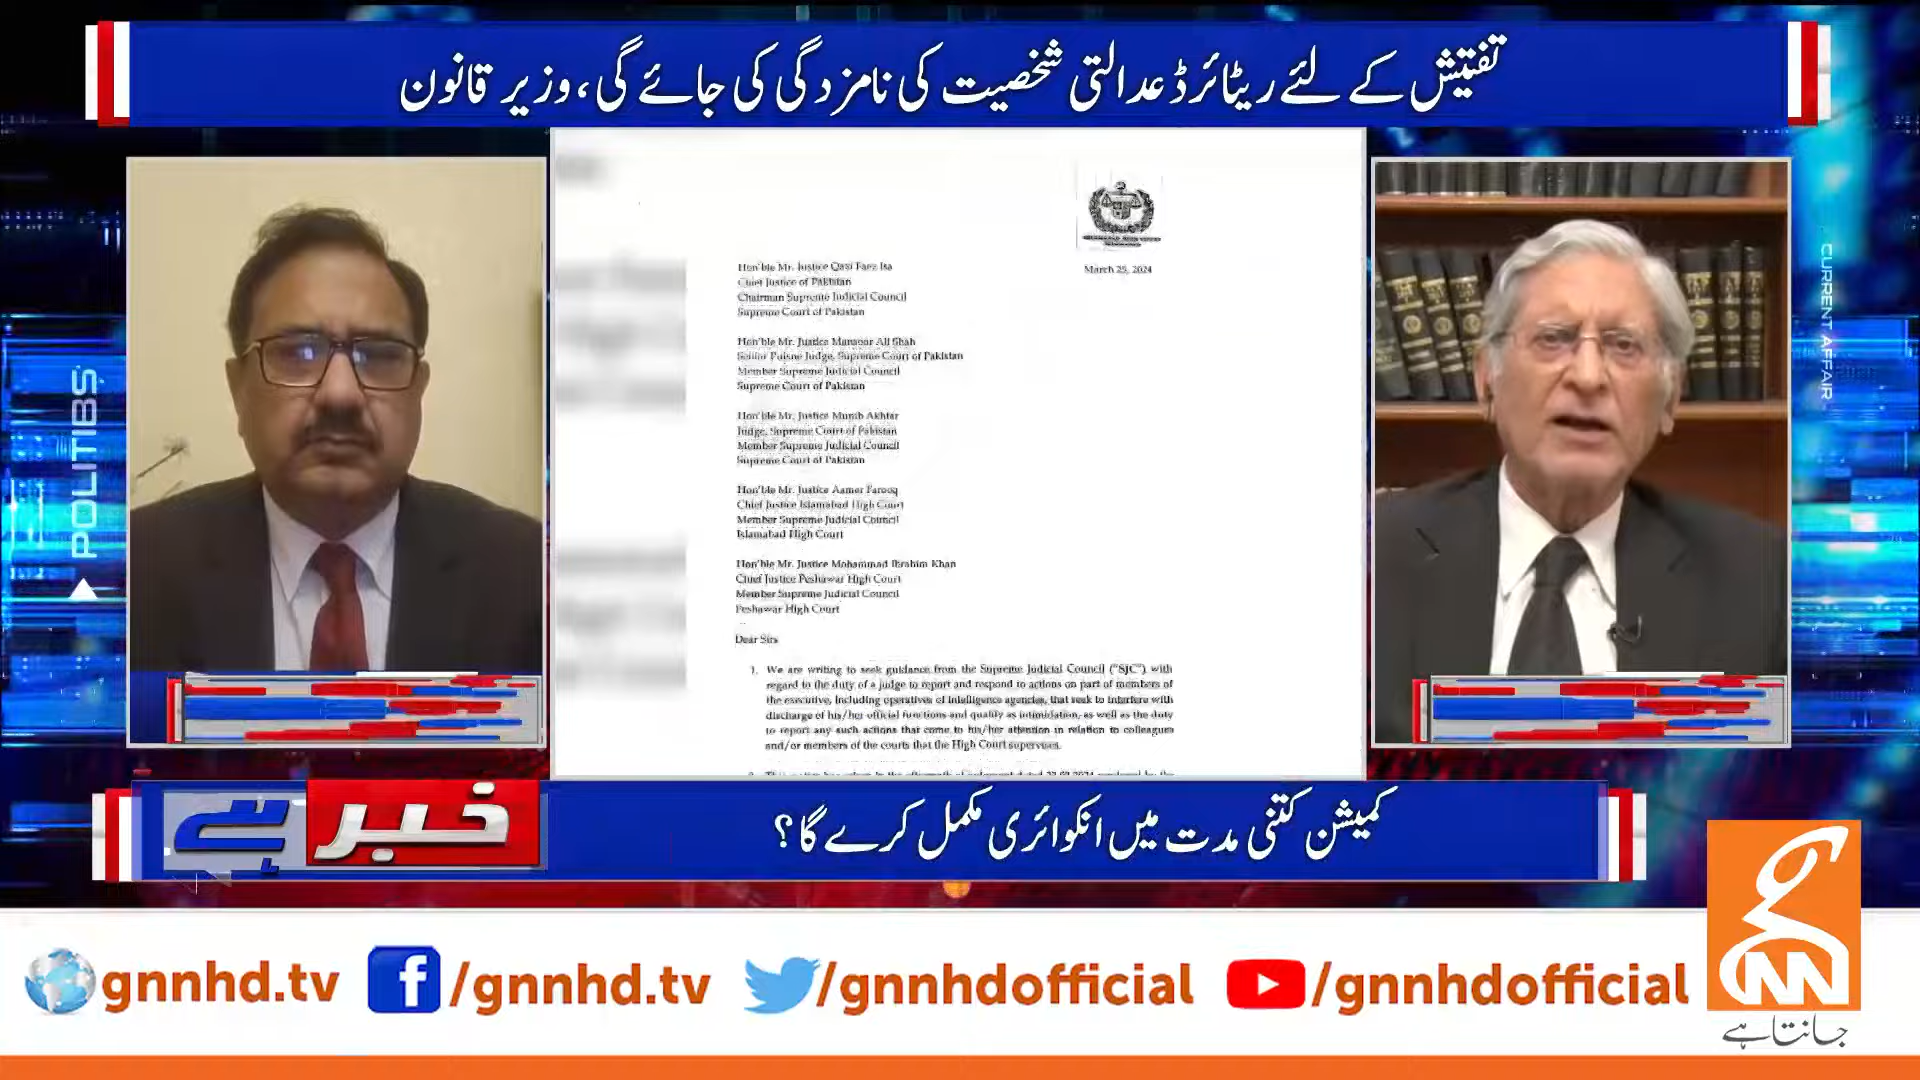 تفتیش کے لئے ریٹائرڈ عدالتی شخصیت کی نامزدگی کی جائے گی، وزیر قانون
March 25, 2024
Hon'ble Mr. Justice Qazi Faez Isa
Chief Justice of Pakistan
Chairman Supreme Judicial Council
Supreme Court of Pakistan
Hon'ble Mr. Justice Mansoor Ali Shah
Senior Puisne Judge, Supreme Court of Pakistan
Member Supreme Judicial Council
Supreme Court of Pakistan
Hon'ble Mr. Justice Munib Akhtar
Judge, Supreme Court of Pakistan
Member Supreme Judicial Council
Supreme Court of Pakistan
Hon'ble Mr. Justice Aamer Farooq
Chief Justice Islamabad High Court
Member Supreme Judicial Council
Islamabad High Court
Hon'ble Mr. Justice Mohammad Ibrahim Khan
Chief Justice Peshawar High Court
Member Supreme Judicial Council
Peshawar High Court
Dear Sirs
1. We are writing to seek guidance from the Supreme Judicial Council ("SJC") with
regard to the duty of a judge to report and respond to actions on part of members of
the executive, including operatives of intelligence agencies, that seek to interfere with
discharge of his/her official functions and qualify as intimidation, as well as the duty
to report any such actions that come to his/her attention in relation to colleagues
and/or members of the courts that the High Court supervises.
POLITIBS
CURRENT AFFAIR
خبر ہے
کمیشن کتنی مدت میں انکوائری مکمل کرے گا؟
gnnhd.tv
/gnnhd.tv
/gnnhdofficial
/gnnhdofficial
GNN
جانتا ہے